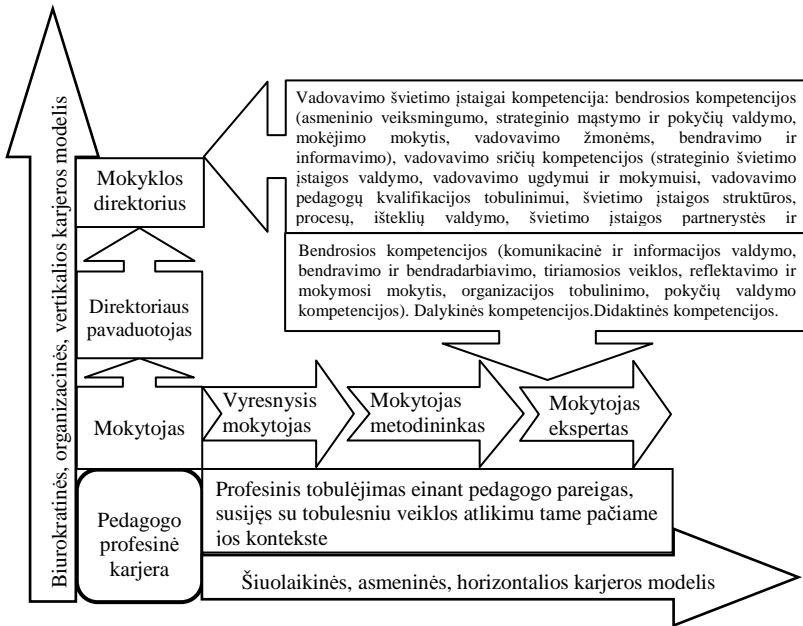 Biurokratinės, organizacinės, vertikalios karjeros modelis
Vadovavimo švietimo įstaigai kompetencija: bendrosios kompetencijos
(asmeninio veiksmingumo, strateginio mąstymo ir pokyčių valdymo,
mokėjimo mokytis, vadovavimo žmonėms, bendravimo ir
informavimo), vadovavimo sričių kompetencijos (strateginio švietimo
įstaigos valdymo, vadovavimo ugdymui ir mokymuisi, vadovavimo
pedagogų kvalifikacijos tobulinimui, švietimo įstaigos struktūros,
procesų, išteklių valdymo, švietimo įstaigos partnerystės ir
Mokyklos
direktorius
Bendrosios kompetencijos (komunikacinė ir informacijos valdymo,
bendravimo ir bendradarbiavimo, tiriamosios veiklos, reflektavimo ir
mokymosi mokytis, organizacijos tobulinimo, pokyčių valdymo
kompetencijos). Dalykinės kompetencijos.Didaktinės kompetencijos.
Direktoriaus
pavaduotojas
Mokytojas
Vyresnysis
mokytojas
Mokytojas
metodininkas
Mokytojas
ekspertas
Pedagogo
profesinė
karjera
Profesinis tobulėjimas einant pedagogo pareigas,
susijęs su tobulesniu veiklos atlikimu tame pačiame
jos kontekste
Šiuolaikinės, asmeninės, horizontalios karjeros modelis